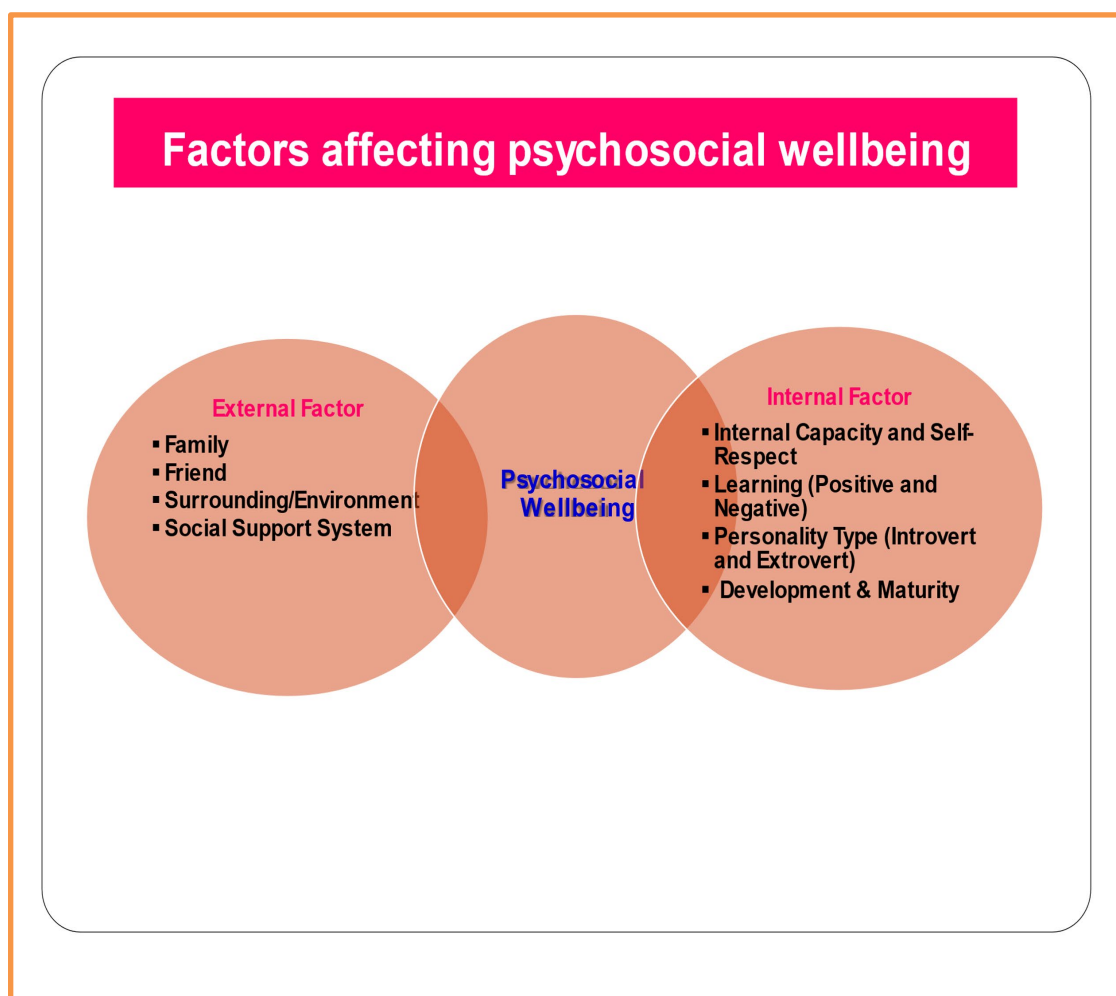 Factors affecting psychosocial wellbeing
External Factor
▪ Family
▪ Friend
▪ Surrounding/Environment
▪ Social Support System
Psychosocial
Wellbeing
Internal Factor
▪ Internal Capacity and Self-
Respect
▪ Learning (Positive and
Negative)
▪ Personality Type (Introvert
and Extrovert)
▪ Development & Maturity